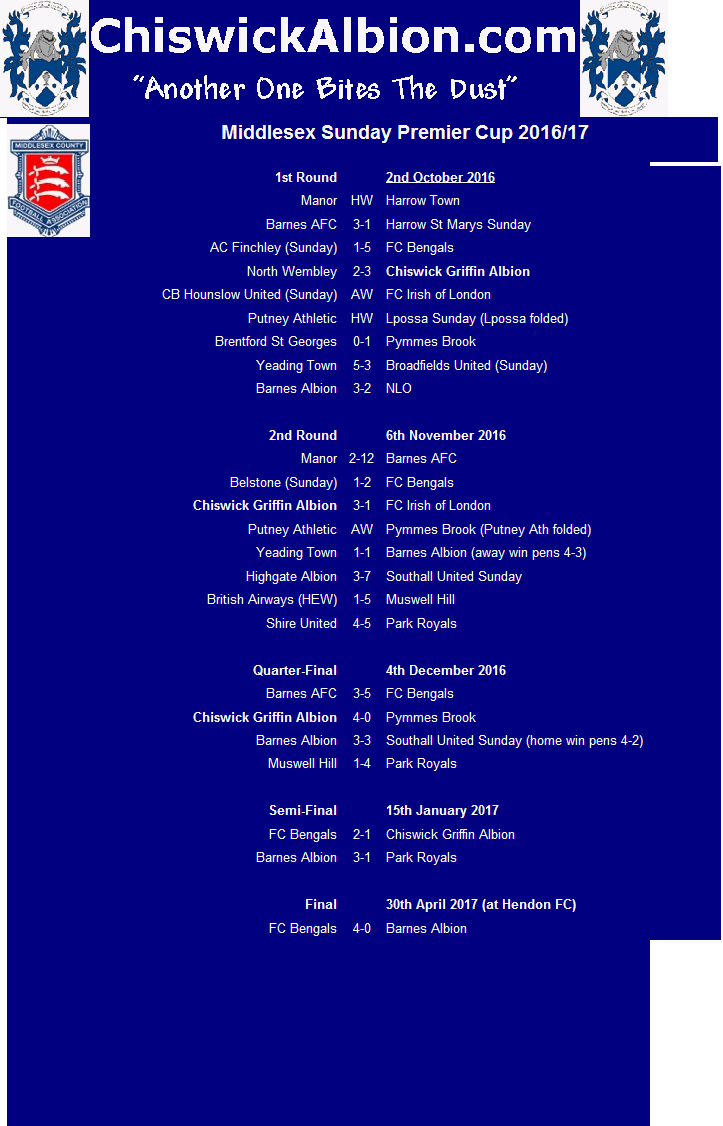 ChiswickAlbion.com
“Another One Bites The Dust”
MIDDLESEX COUNTY
FOOTBALL ASSOCIATION
Middlesex Sunday Premier Cup 2016/17
1st Round 2nd October 2016
Manor HW Harrow Town
Barnes AFC 3-1 Harrow St Marys Sunday
AC Finchley (Sunday) 1-5 FC Bengals
North Wembley 2-3 Chiswick Griffin Albion
CB Hounslow United (Sunday) AW FC Irish of London
Putney Athletic HW Lpossa Sunday (Lpossa folded)
Brentford St Georges 0-1 Pymmes Brook
Yeading Town 5-3 Broadfields United (Sunday)
Barnes Albion 3-2 NLO
2nd Round 6th November 2016
Manor 2-12 Barnes AFC
Belstone (Sunday) 1-2 FC Bengals
Chiswick Griffin Albion 3-1 FC Irish of London
Putney Athletic AW Pymmes Brook (Putney Ath folded)
Yeading Town 1-1 Barnes Albion (away win pens 4-3)
Highgate Albion 3-7 Southall United Sunday
British Airways (HEW) 1-5 Muswell Hill
Shire United 4-5 Park Royals
Quarter-Final 4th December 2016
Barnes AFC 3-5 FC Bengals
Chiswick Griffin Albion 4-0 Pymmes Brook
Barnes Albion 3-3 Southall United Sunday (home win pens 4-2)
Muswell Hill 1-4 Park Royals
Semi-Final 15th January 2017
FC Bengals 2-1 Chiswick Griffin Albion
Barnes Albion 3-1 Park Royals
Final 30th April 2017 (at Hendon FC)
FC Bengals 4-0 Barnes Albion